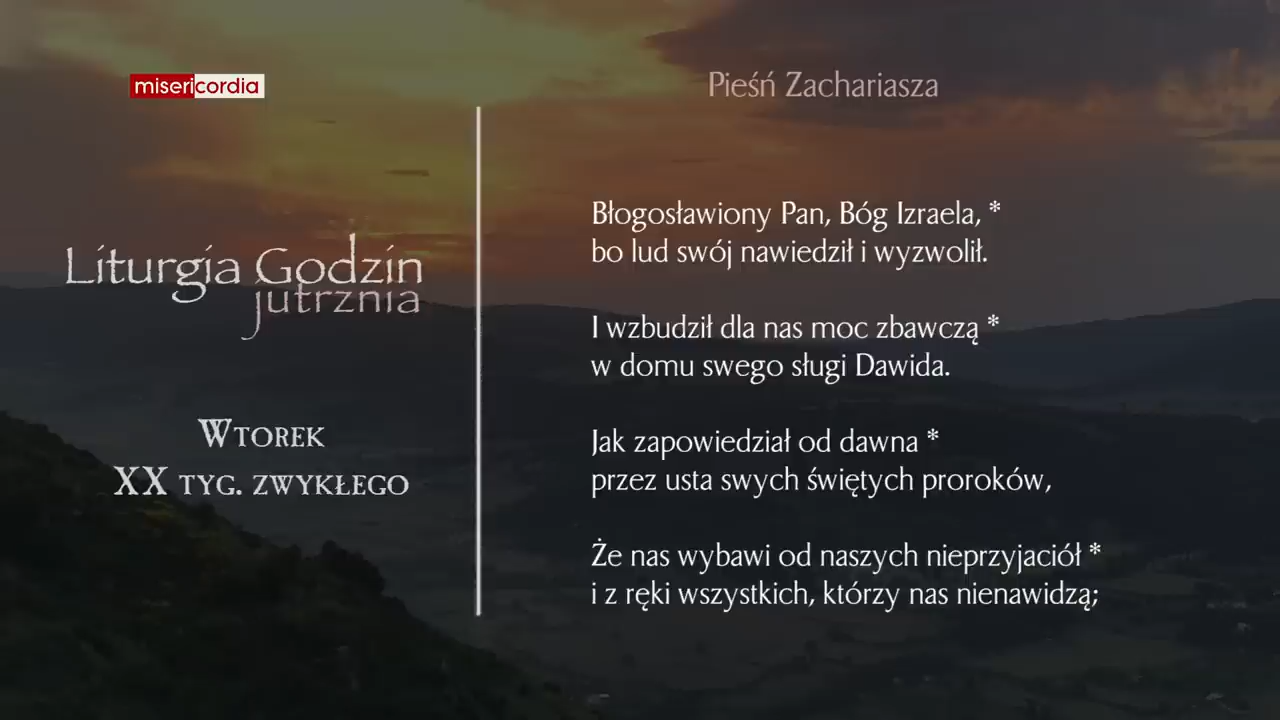 misericordia
Liturgia Godzin
jutrznia
Wtorek
XX tyg. zwykłego
Pieśń Zachariasza
Błogosławiony Pan, Bóg Izraela, *
bo lud swój nawiedził i wyzwolił.
I wzbudził dla nas moc zbawczą *
w domu swego sługi Dawida.
Jak zapowiedział od dawna *
przez usta swych świętych proroków,
Że nas wybawi od naszych nieprzyjaciół *
i z ręki wszystkich, którzy nas nienawidzą;